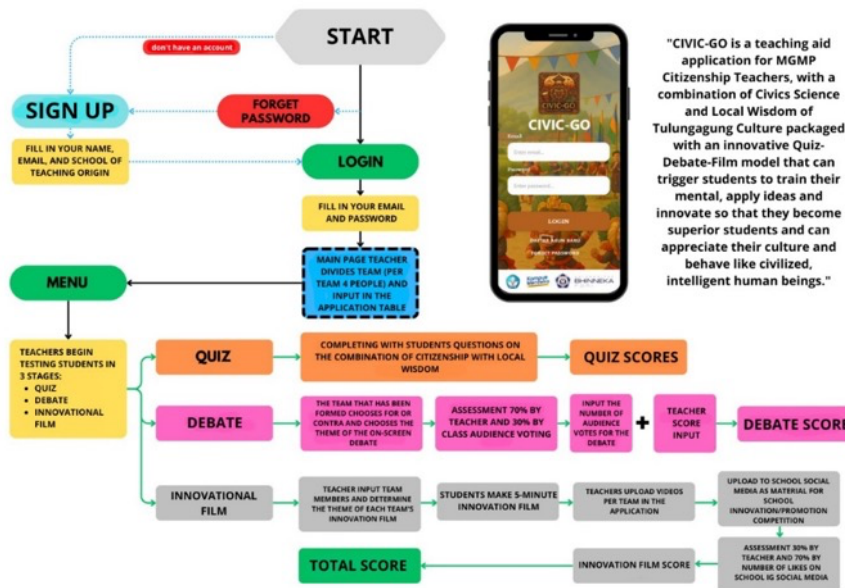 START
don't have an account
SIGN UP
FORGET
PASSWORD
FILL IN YOUR NAME,
EMAIL, AND SCHOOL OF
TEACHING ORIGIN
LOGIN
FILL IN YOUR EMAIL
AND PASSWORD
MAIN PAGE TEACHER
DIVIDES TEAM (PER
TEAM 4 PEOPLE) AND
INPUT IN THE
APPLICATION TABLE
MENU
CIVIC-GO
CIVIC-GO
Email
Enter email...
Password
Enter password...
LOGIN
BHINNEKA
"CIVIC-GO is a teaching aid
application for MGMP
Citizenship Teachers, with a
combination of Civics Science
and Local Wisdom of
Tulungagung Culture packaged
with an innovative Quiz-
Debate-Film model that can
trigger students to train their
mental, apply ideas and
innovate so that they become
superior students and can
appreciate their culture and
behave like civilized,
intelligent human beings."
TEACHERS BEGIN
TESTING STUDENTS IN
3 STAGES:
• QUIZ
• DEBATE
• INNOVATIONAL
FILM
QUIZ
COMPLETING WITH STUDENTS QUESTIONS ON
THE COMBINATION OF CITIZENSHIP WITH LOCAL
WISDOM
QUIZ SCORES
DEBATE
THE TEAM THAT HAS BEEN
FORMED CHOOSES FOR OR
CONTRA AND CHOOSES THE
THEME OF THE ON-SCREEN
DEBATE
ASSESSMENT 70% BY
TEACHER AND 30% BY
CLASS AUDIENCE VOTING
INPUT THE
NUMBER OF
AUDIENCE
VOTES FOR THE
DEBATE
+
TEACHER
SCORE
INPUT
DEBATE SCORE
INNOVATIONAL
FILM
TEACHER INPUT TEAM
MEMBERS AND DETERMINE
THE THEME OF EACH TEAM'S
INNOVATION FILM
STUDENTS MAKE 5-MINUTE
INNOVATION FILM
TEACHERS UPLOAD VIDEOS
PER TEAM IN THE
APPLICATION
UPLOAD TO SCHOOL SOCIAL
MEDIA AS MATERIAL FOR
SCHOOL
INNOVATION/PROMOTION
COMPETITION
ASSESSMENT 30% BY
TEACHER AND 70% BY
NUMBER OF LIKES ON
SCHOOL IG SOCIAL MEDIA
INNOVATION FILM SCORE
TOTAL SCORE